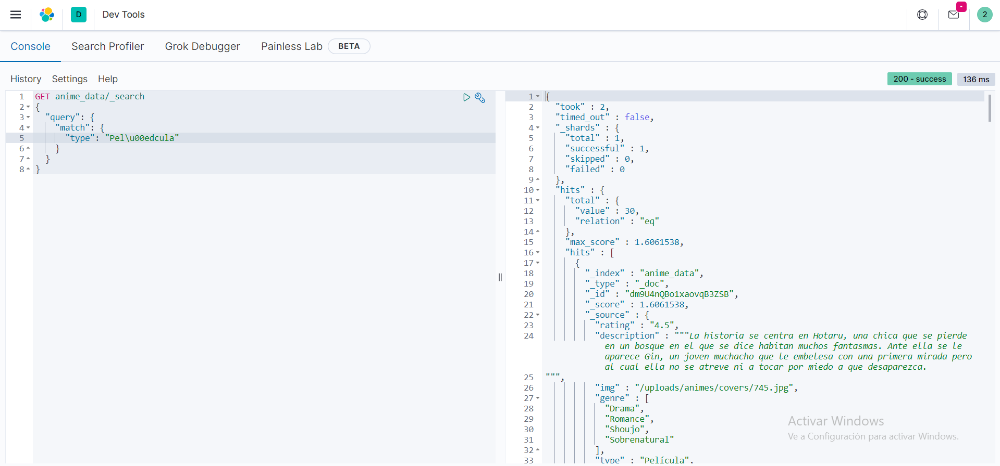 D Dev Tools 2
Console Search Profiler Grok Debugger Painless Lab BETA
History Settings Help 200 - success 136 ms
1 GET anime_data/_search
2 {
3 "query": {
4 "match": {
5 "type": "Pel\u00edcula"
6 }
7 }
8 }
1 {
2 "took" : 2,
3 "timed_out" : false,
4 "_shards" : {
5 "total" : 1,
6 "successful" : 1,
7 "skipped" : 0,
8 "failed" : 0
9 },
10 "hits" : {
11 "total" : {
12 "value" : 30,
13 "relation" : "eq"
14 },
15 "max_score" : 1.6061538,
16 "hits" : [
17 {
18 "_index" : "anime_data",
19 "_type" : "_doc",
20 "_id" : "dm9U4nQBo1xaovqB3ZSB",
21 "_score" : 1.6061538,
22 "_source" : {
23 "rating" : "4.5",
24 "description" : """La historia se centra en Hotaru, una chica que se pierde
en un bosque en el que se dice habitan muchos fantasmas. Ante ella se le
aparece Gin, un joven muchacho que le embelesa con una primera mirada pero
al cual ella no se atreve ni a tocar por miedo a que desaparezca.
25 """,
26 "img" : "/uploads/animes/covers/745.jpg",
27 "genre" : [
28 "Drama",
29 "Romance",
30 "Shoujo",
31 "Sobrenatural"
32 ],
33 "type" : "Película",
Activar Windows
Ve a Configuración para activar Windows.